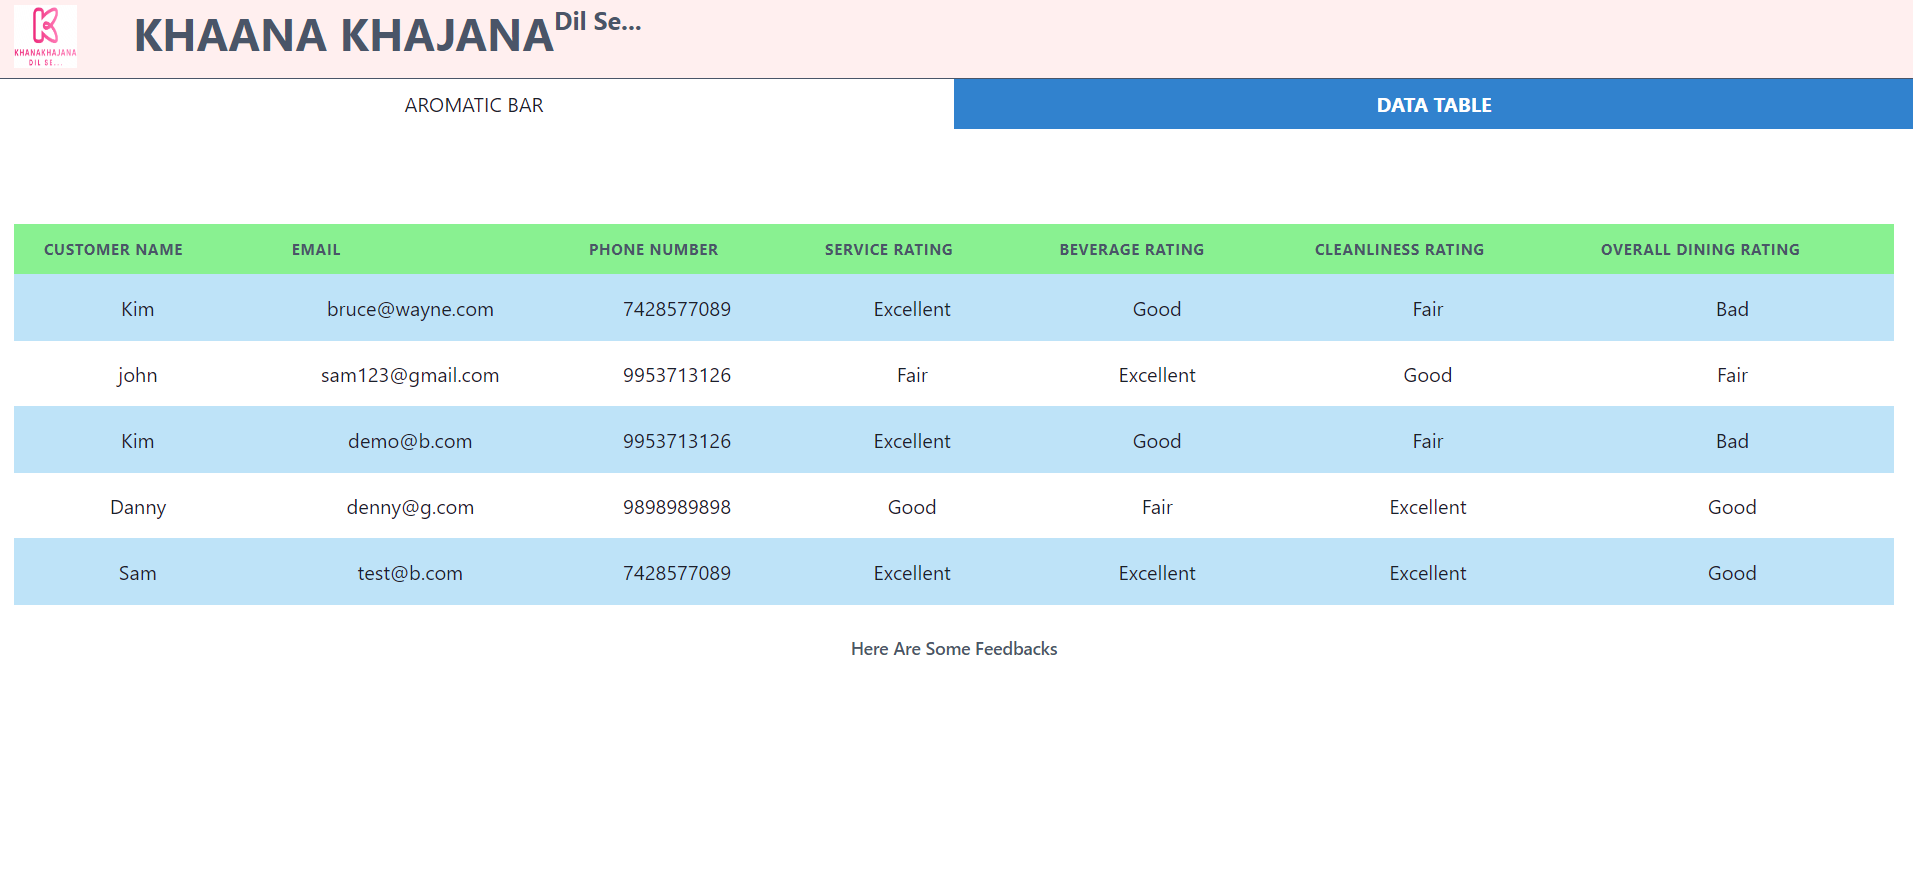 KHANAKHAJANA
DIL SE...
KHAANA KHAJANA Dil Se...
AROMATIC BAR DATA TABLE
CUSTOMER NAME EMAIL PHONE NUMBER SERVICE RATING BEVERAGE RATING CLEANLINESS RATING OVERALL DINING RATING
Kim bruce@wayne.com 7428577089 Excellent Good Fair Bad
john sam123@gmail.com 9953713126 Fair Excellent Good Fair
Kim demo@b.com 9953713126 Excellent Good Fair Bad
Danny denny@g.com 9898989898 Good Fair Excellent Good
Sam test@b.com 7428577089 Excellent Excellent Excellent Good
Here Are Some Feedbacks